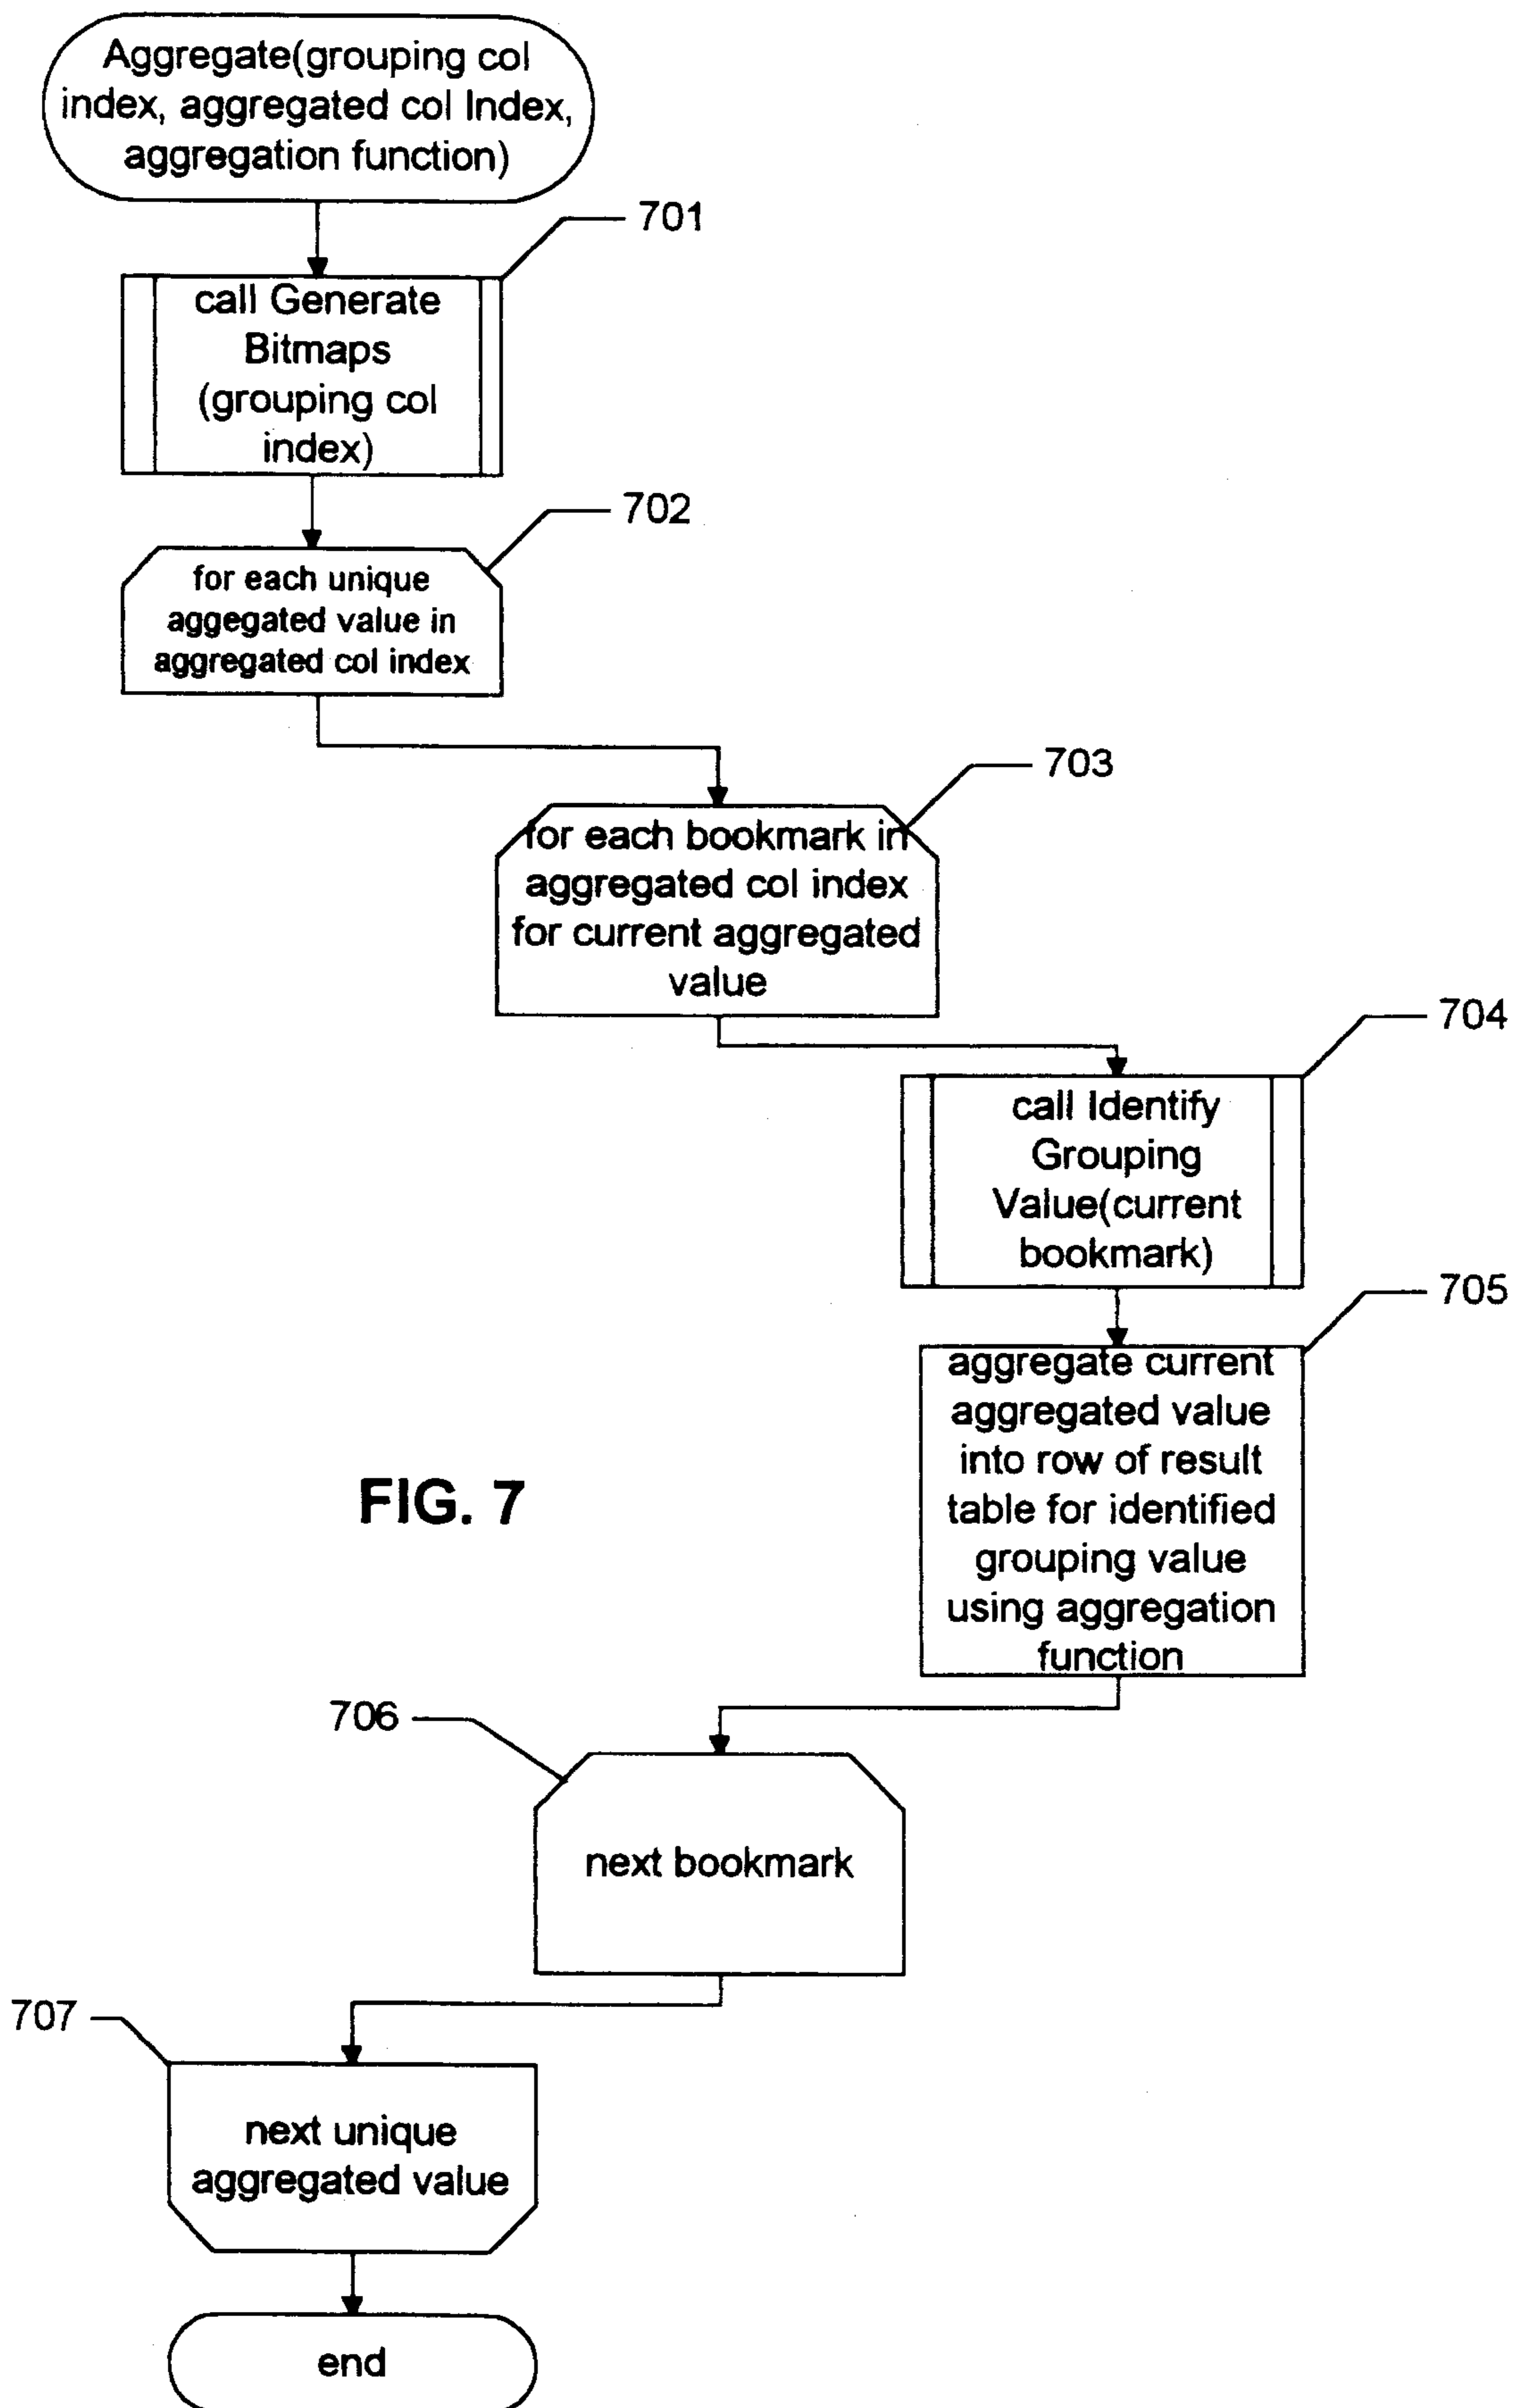 Aggregate(grouping col
index, aggregated col Index,
aggregation function)
701
call Generate
Bitmaps
(grouping col
index)
702
for each unique
aggegated value in
aggregated col index
703
for each bookmark in
aggregated col index
for current aggregated
value
704
call Identify
Grouping
Value(current
bookmark)
705
aggregate current
aggregated value
into row of result
table for identified
grouping value
using aggregation
function
FIG. 7
706
next bookmark
707
next unique
aggregated value
end